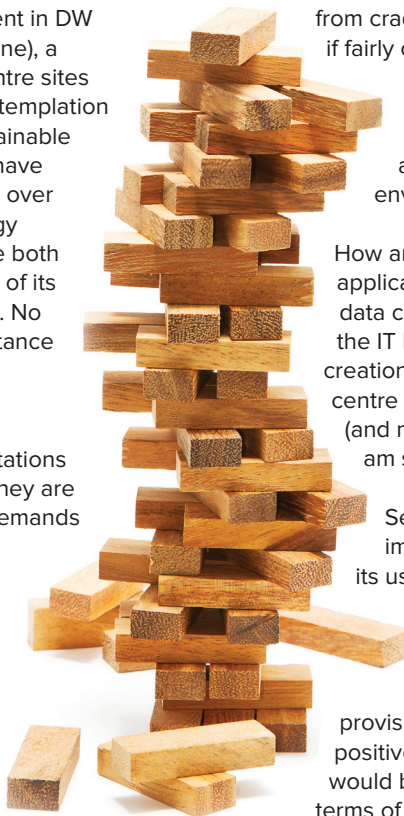 ent in DW
ne), a
ntre sites
templation
ainable
have
over
gy
e both
of its
. No
tance
tations
hey are
emands
from crac
if fairly c
a
env
How ar
applica
data c
the IT
creation
centre
(and
am s
Se
im
its us
provis
positive
would b
terms of